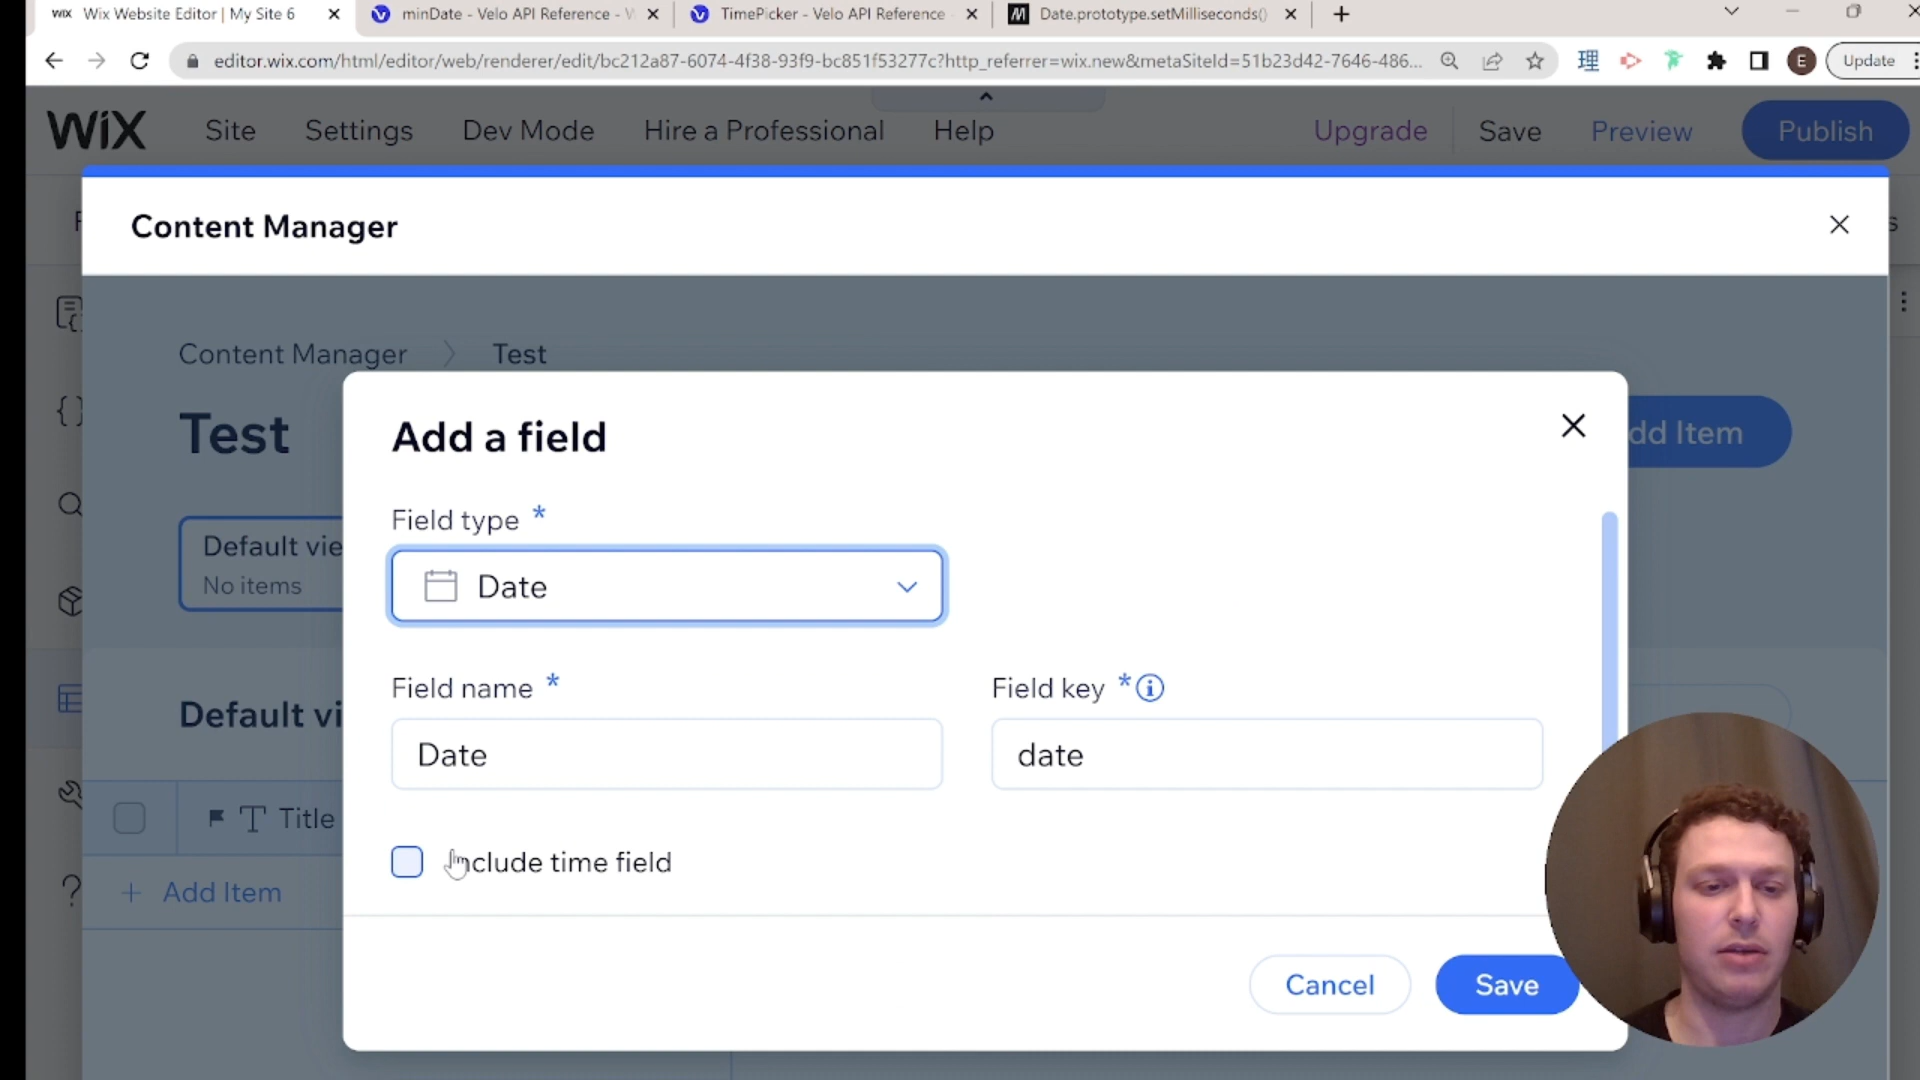 WiX Wix Website Editor | My Site 6
minDate - Velo API Reference - V
TimePicker - Velo API Reference -
M Date.prototype.setMilliseconds()
editor.wix.com/html/editor/web/renderer/edit/bc212a87-6074-4f38-93f9-bc851f53277c?http_referrer=wix.new&metaSiteId=51b23d42-7646-486...
理
E
Update
WiX
Site
Settings
Dev Mode
Hire a Professional
Help
Upgrade
Save
Preview
Publish
Content Manager
Content Manager
Test
Test
dd Item
Default vie
No items
Default vi
Title
+ Add Item
Add a field
Field type *
Date
Field name *
Field key *
Date
date
nclude time field
Cancel
Save